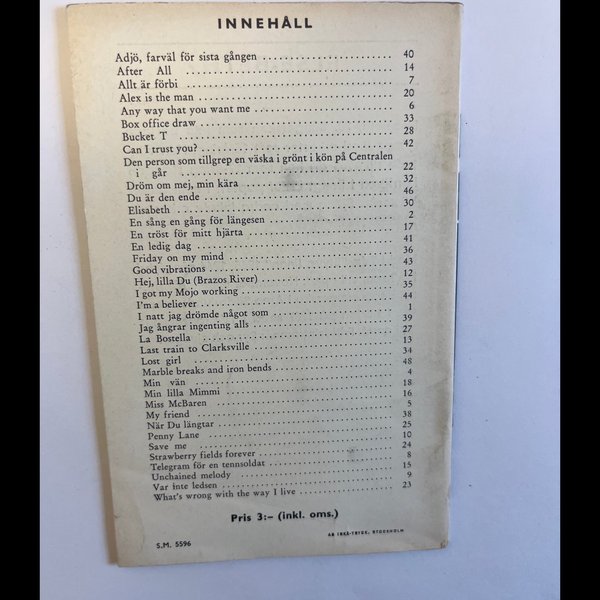 INNEHÅLL
Adjö, farväl för sista gången 40
After All 14
Allt är förbi 7
Alex is the man 20
Any way that you want me 6
Box office draw 33
Bucket T 28
Can I trust you? 42
Den person som tillgrep en väska i grönt i kön på Centralen
i går 22
Dröm om mej, min kära 32
Du är den ende 46
Elisabeth 30
En sång en gång för längesen 2
En tröst för mitt hjärta 17
En ledig dag 41
Friday on my mind 36
Good vibrations 43
Hej, lilla Du (Brazos River) 12
I got my Mojo working 35
I'm a believer 44
I natt jag drömde något som 1
Jag ångrar ingenting alls 39
La Bostella 27
Last train to Clarksville 13
Lost girl 34
Marble breaks and iron bends 48
Min vän 4
Min lilla Mimmi 18
Miss McBaren 16
My friend 5
När Du längtar 38
Penny Lane 25
Save me 10
Strawberry fields forever 24
Telegram för en tennsoldat 8
Unchained melody 15
Var inte ledsen 9
What's wrong with the way I live 23
Pris 3:– (inkl. oms.)
S.M. 5596
AB INKÅ-TRYCK, STOCKHOLM